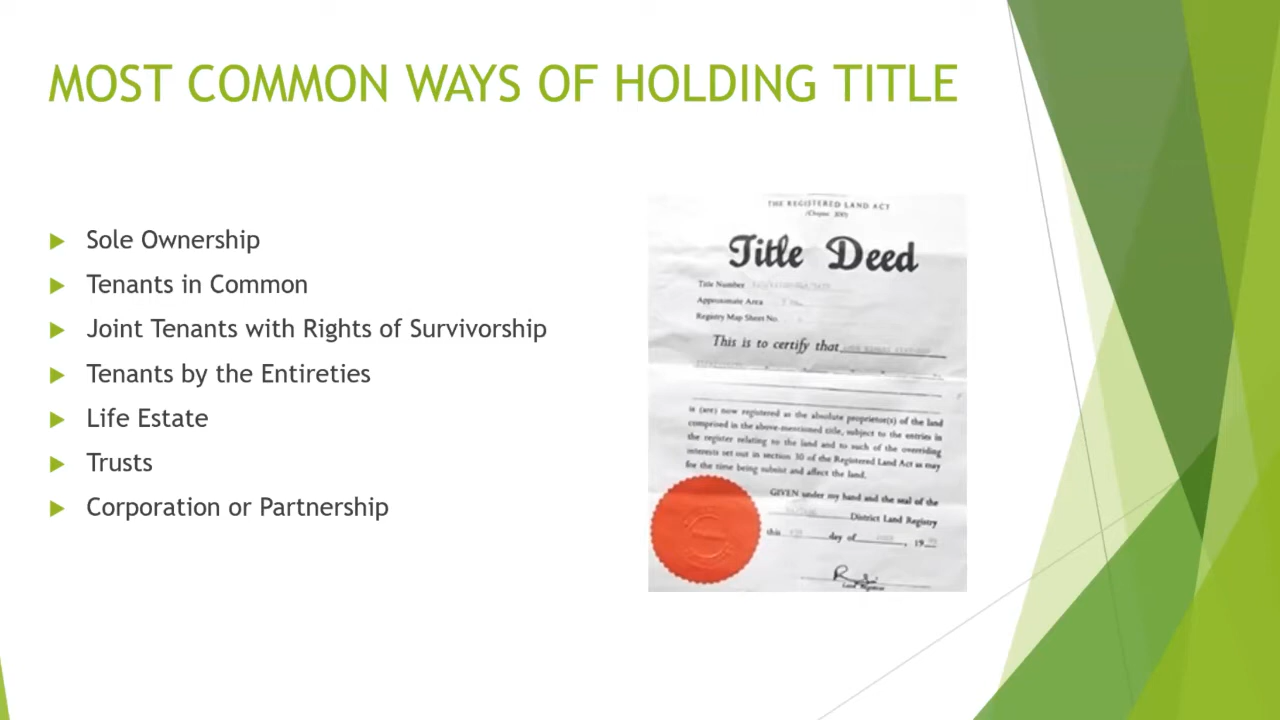 MOST COMMON WAYS OF HOLDING TITLE
Sole Ownership
Tenants in Common
Joint Tenants with Rights of Survivorship
Tenants by the Entireties
Life Estate
Trusts
Corporation or Partnership
THE REGISTERED LAND ACT
Title Deed
Title Number
Approximate Area
Registry Map Sheet No.
This is to certify that
is (are) now registered as the absolute proprietor(s) of the land
comprised in the above-mentioned title, subject to the entries in
the register relating to the land and to such of the overriding
interests set out in section 30 of the Registered Land Act as may
for the time being subsist and affect the land.
GIVEN under my hand and the seal of the
District Land Registry
this day of , 19